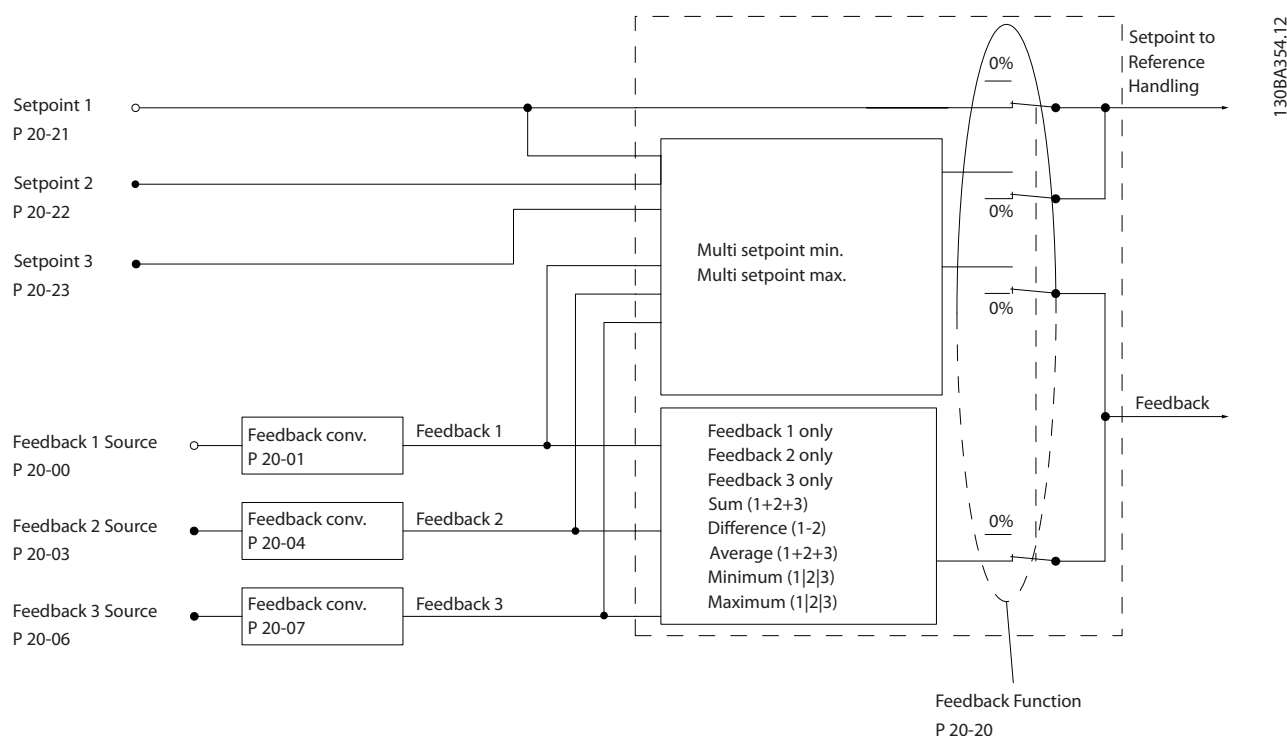 130BA354.12
Setpoint to
Reference
Handling
0%
Setpoint 1
P 20-21
Setpoint 2
P 20-22
0%
Setpoint 3
P 20-23
Multi setpoint min.
Multi setpoint max.
0%
Feedback
Feedback 1 Source
P 20-00
Feedback conv.
P 20-01
Feedback 1
Feedback 2 Source
P 20-03
Feedback conv.
P 20-04
Feedback 2
Feedback 3 Source
P 20-06
Feedback conv.
P 20-07
Feedback 3
Feedback 1 only
Feedback 2 only
Feedback 3 only
Sum (1+2+3)
Difference (1-2)
Average (1+2+3)
Minimum (1|2|3)
Maximum (1|2|3)
0%
Feedback Function
P 20-20